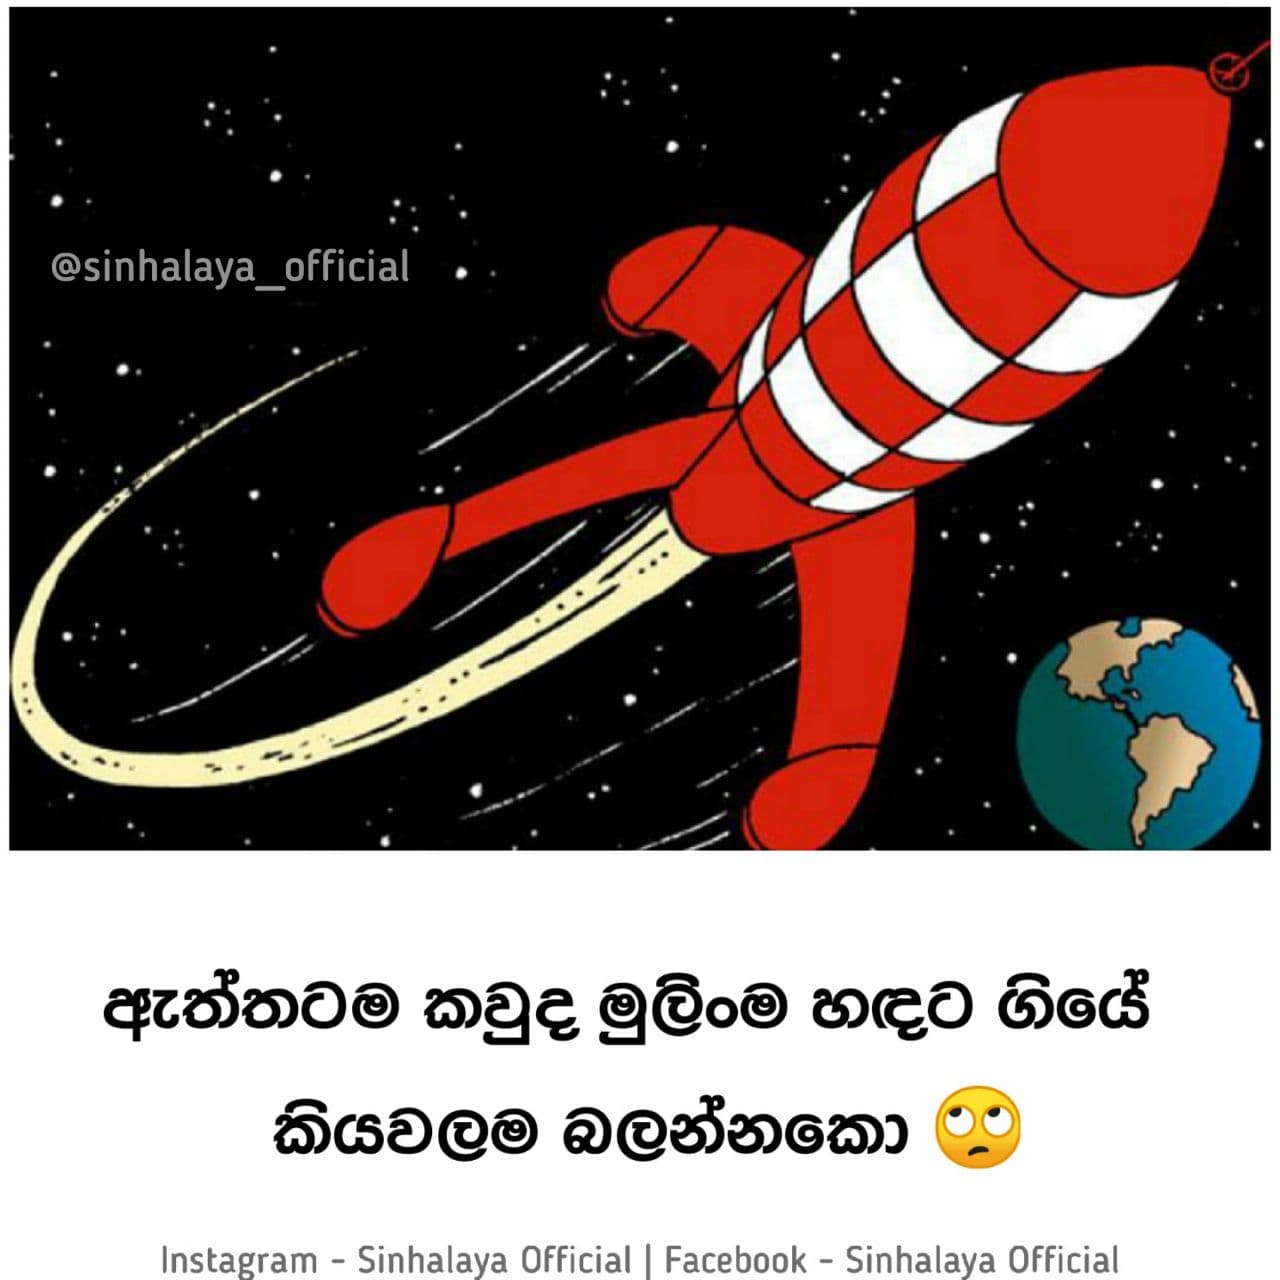 @sinhalaya_official
ඇත්තටම කවුද මුලිංම හඳට ගියේ
කියවලම බලන්නකො 🙄
Instagram - Sinhalaya Official | Facebook - Sinhalaya Official